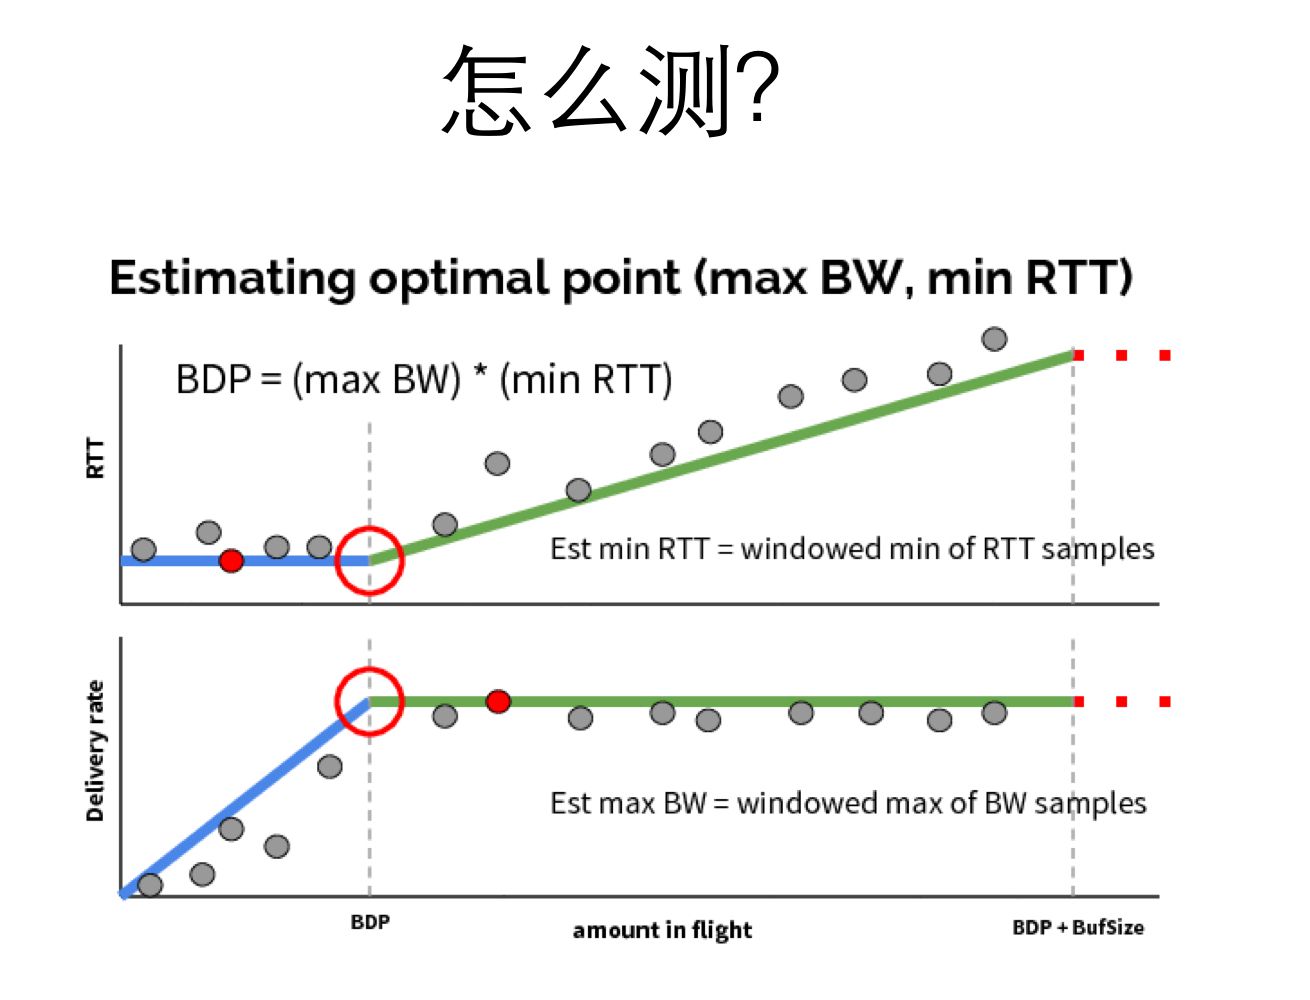 怎么测?
Estimating optimal point (max BW, min RTT)
BDP = (max BW) * (min RTT)
RTT
Est min RTT = windowed min of RTT samples
Delivery rate
Est max BW = windowed max of BW samples
BDP
amount in flight
BDP + BufSize